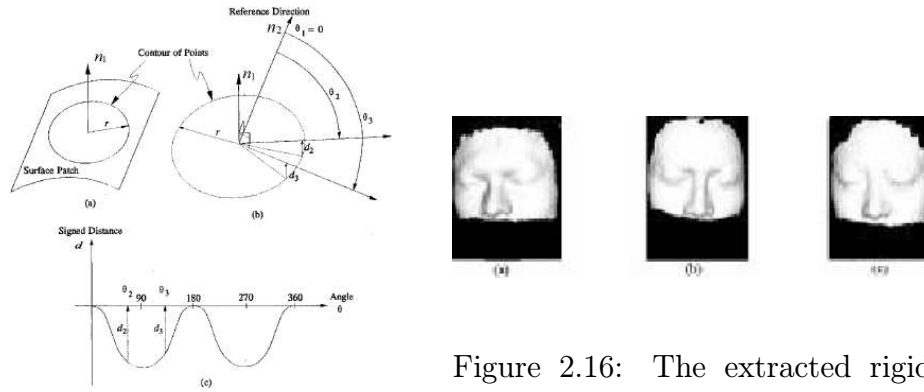 Reference Direction
n2 θ1 = 0
n1
Contour of Points
n1
θ2
θ3
r
r
d2
d3
Surface Patch
(a)
(b)
Signed Distance
d
θ2 90 θ3 180 270 360 Angle
θ
d2
d3
(c)
(a)
(b)
(c)
Figure 2.16: The extracted rigid